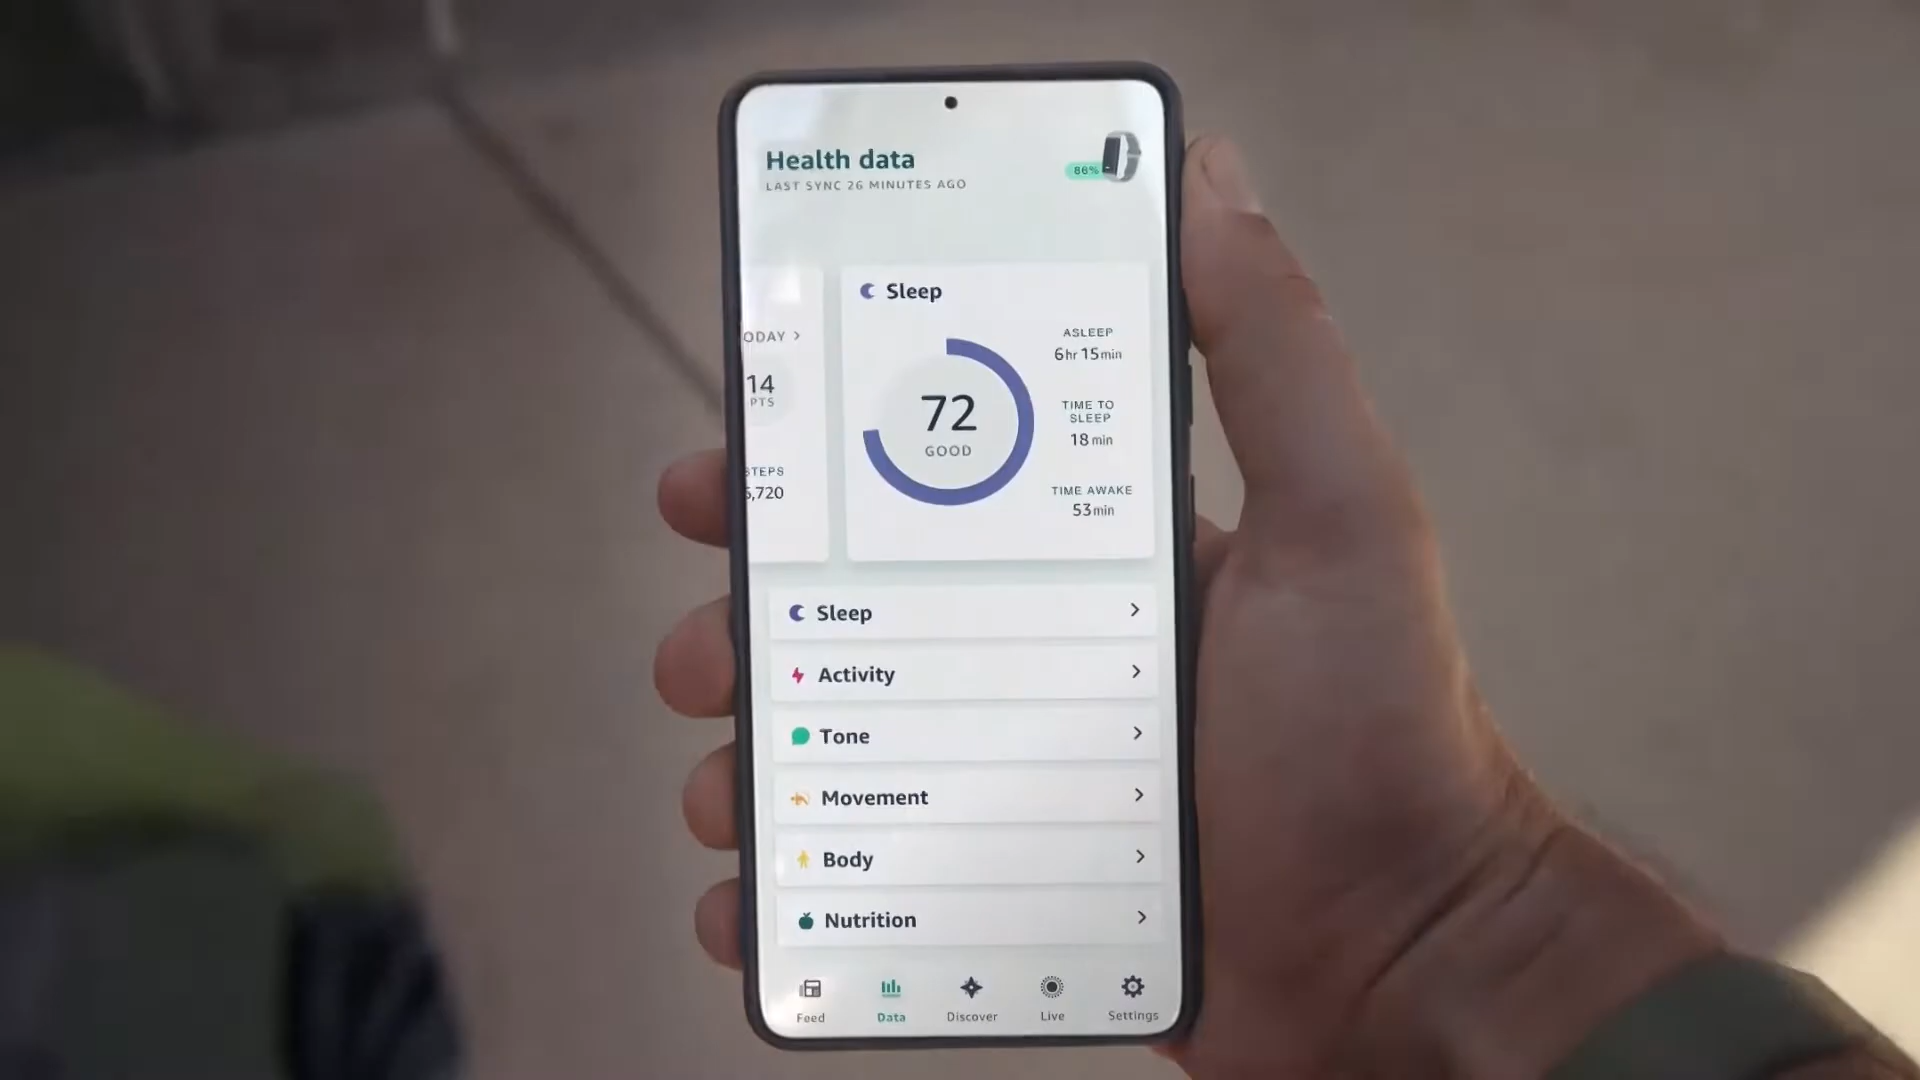 Health data
LAST SYNC 26 MINUTES AGO
86%
ODAY
14
PTS
STEPS
,720
Sleep
72
GOOD
ASLEEP
6hr 15min
TIME TO
SLEEP
18 min
TIME AWAKE
53min
Sleep
Activity
Tone
Movement
Body
Nutrition
Feed
Data
Discover
Live
Settings